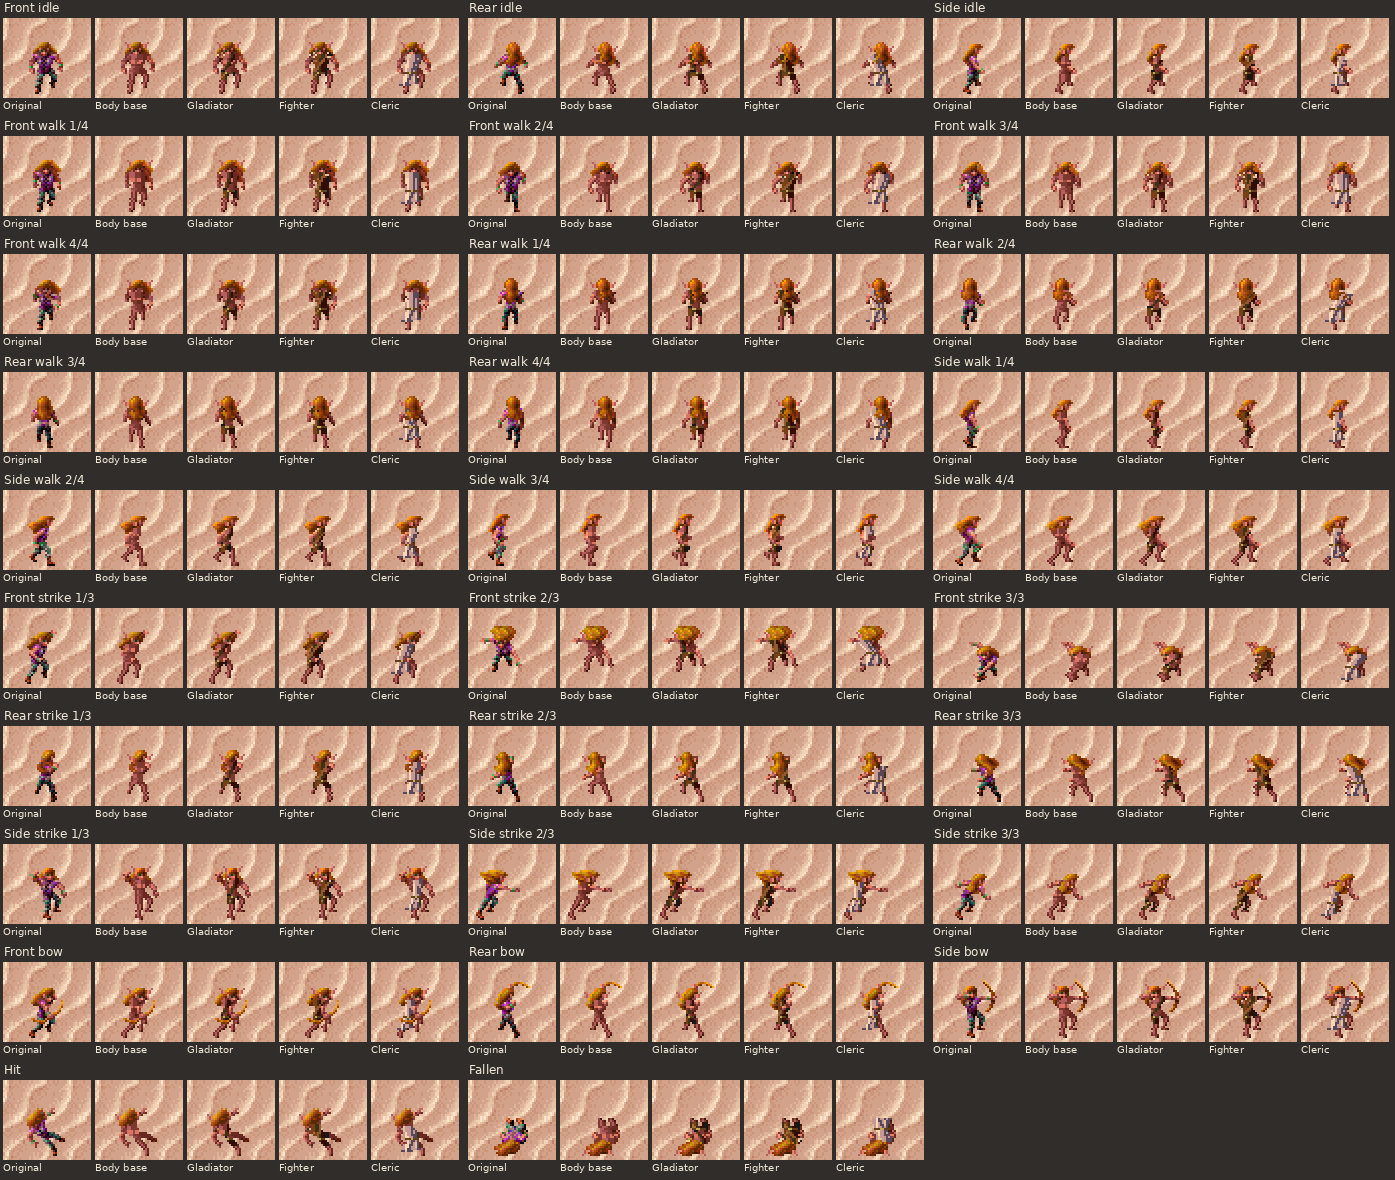 Front idle
Original Body base Gladiator Fighter Cleric
Rear idle
Original Body base Gladiator Fighter Cleric
Side idle
Original Body base Gladiator Fighter Cleric
Front walk 1/4
Original Body base Gladiator Fighter Cleric
Front walk 2/4
Original Body base Gladiator Fighter Cleric
Front walk 3/4
Original Body base Gladiator Fighter Cleric
Front walk 4/4
Original Body base Gladiator Fighter Cleric
Rear walk 1/4
Original Body base Gladiator Fighter Cleric
Rear walk 2/4
Original Body base Gladiator Fighter Cleric
Rear walk 3/4
Original Body base Gladiator Fighter Cleric
Rear walk 4/4
Original Body base Gladiator Fighter Cleric
Side walk 1/4
Original Body base Gladiator Fighter Cleric
Side walk 2/4
Original Body base Gladiator Fighter Cleric
Side walk 3/4
Original Body base Gladiator Fighter Cleric
Side walk 4/4
Original Body base Gladiator Fighter Cleric
Front strike 1/3
Original Body base Gladiator Fighter Cleric
Front strike 2/3
Original Body base Gladiator Fighter Cleric
Front strike 3/3
Original Body base Gladiator Fighter Cleric
Rear strike 1/3
Original Body base Gladiator Fighter Cleric
Rear strike 2/3
Original Body base Gladiator Fighter Cleric
Rear strike 3/3
Original Body base Gladiator Fighter Cleric
Side strike 1/3
Original Body base Gladiator Fighter Cleric
Side strike 2/3
Original Body base Gladiator Fighter Cleric
Side strike 3/3
Original Body base Gladiator Fighter Cleric
Front bow
Original Body base Gladiator Fighter Cleric
Rear bow
Original Body base Gladiator Fighter Cleric
Side bow
Original Body base Gladiator Fighter Cleric
Hit
Original Body base Gladiator Fighter Cleric
Fallen
Original Body base Gladiator Fighter Cleric